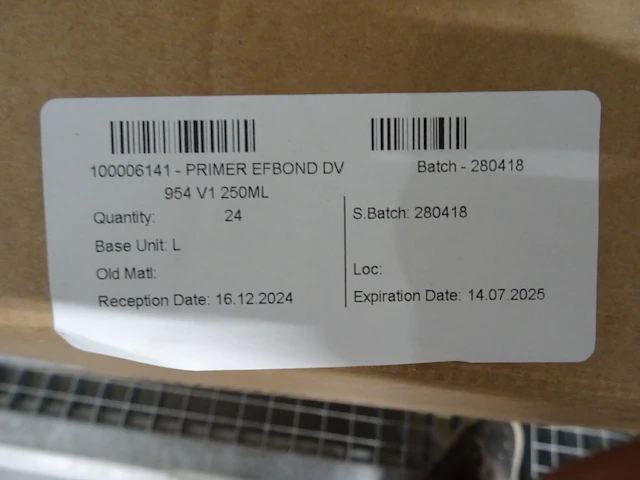 100006141 - PRIMER EFBOND DV
954 V1 250ML
Batch - 280418
Quantity: 24
S.Batch: 280418
Base Unit: L
Old Matl:
Loc:
Reception Date: 16.12.2024
Expiration Date: 14.07.2025